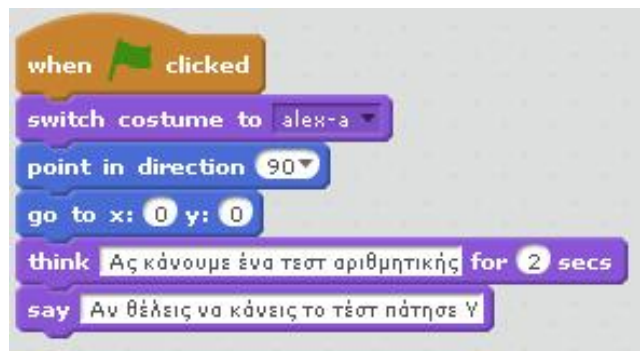 when clicked
switch costume to alex-a
point in direction 90
go to x: 0 y: 0
think Ας κάνουμε ένα τεστ αριθμητικής for 2 secs
say Αν θέλεις να κάνεις το τέστ πάτησε Υ